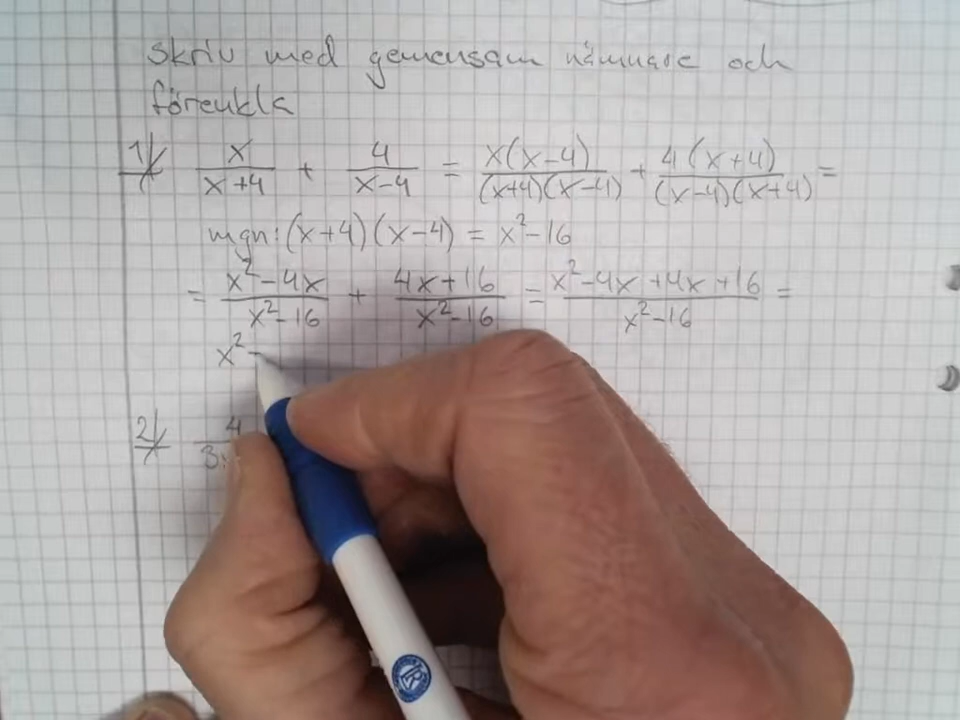 skriv med gemensam nämnare och
förenkla
1/ x/(x+4) + 4/(x-4) = x(x-4)/((x+4)(x-4)) + 4(x+4)/((x-4)(x+4)) =
mgn: (x+4)(x-4) = x²-16
= (x²-4x)/(x²-16) + (4x+16)/(x²-16) = (x²-4x+4x+16)/(x²-16) =
x²
2/ 4/3